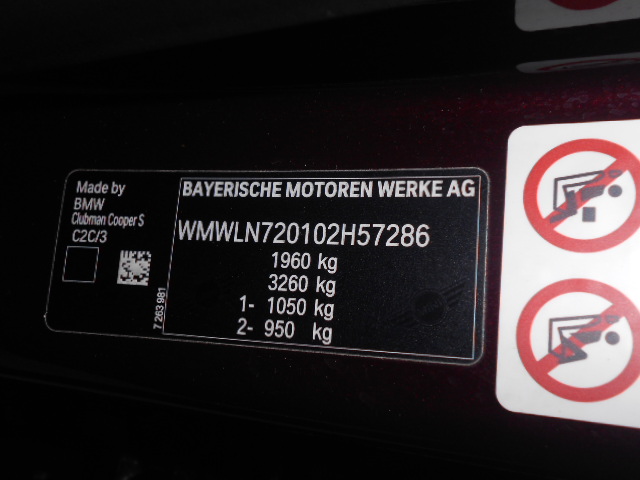 Made by
BMW
Clubman Cooper S
C2C/3
7 263 981
BAYERISCHE MOTOREN WERKE AG
WMWLN720102H57286
1960 kg
3260 kg
1- 1050 kg
2- 950 kg